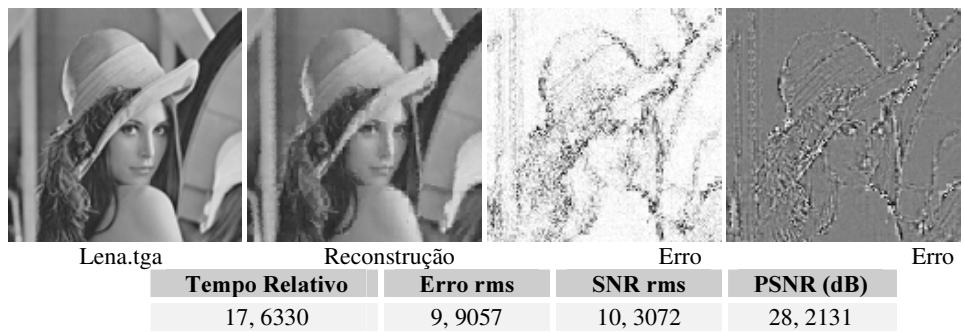 Lena.tga Reconstrução Erro Erro
Tempo Relativo Erro rms SNR rms PSNR (dB)
17, 6330 9, 9057 10, 3072 28, 2131